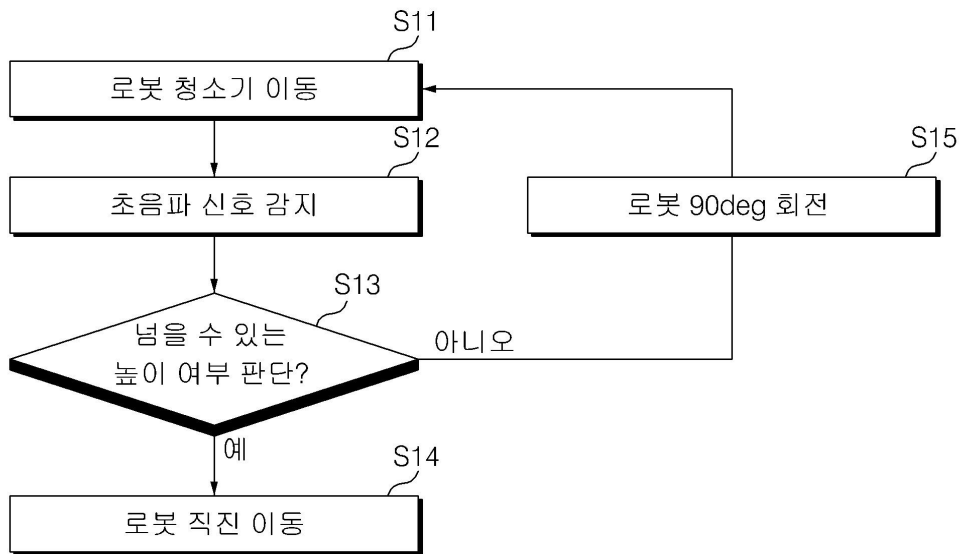 S11
로봇 청소기 이동
S12
초음파 신호 감지
S15
로봇 90deg 회전
S13
넘을 수 있는
높이 여부 판단?
아니오
예
S14
로봇 직진 이동